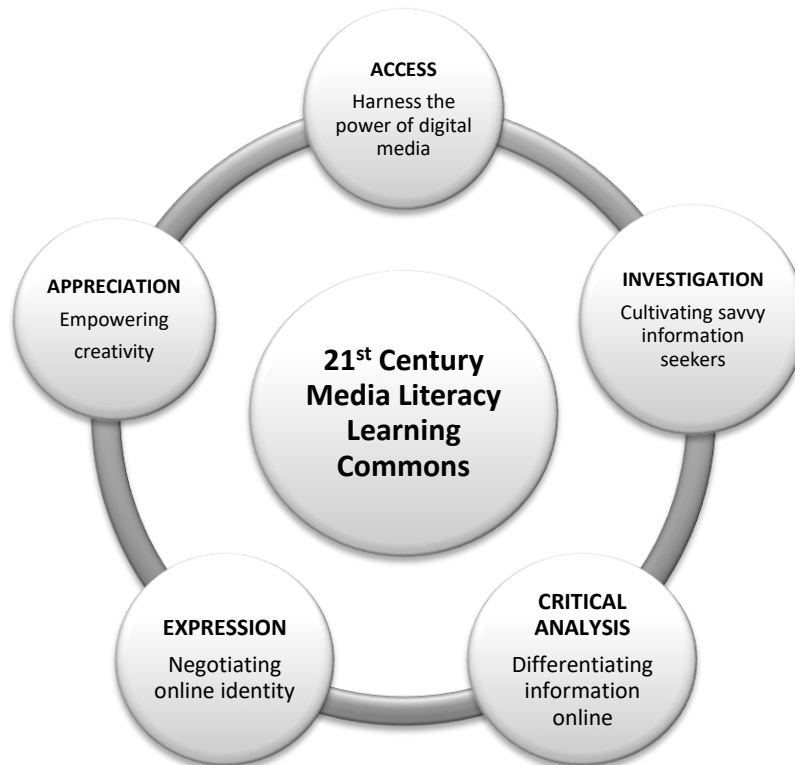 ACCESS
Harness the
power of digital
media
INVESTIGATION
Cultivating savvy
information
seekers
CRITICAL
ANALYSIS
Differentiating
information
online
EXPRESSION
Negotiating
online identity
APPRECIATION
Empowering
creativity
21st Century
Media Literacy
Learning
Commons